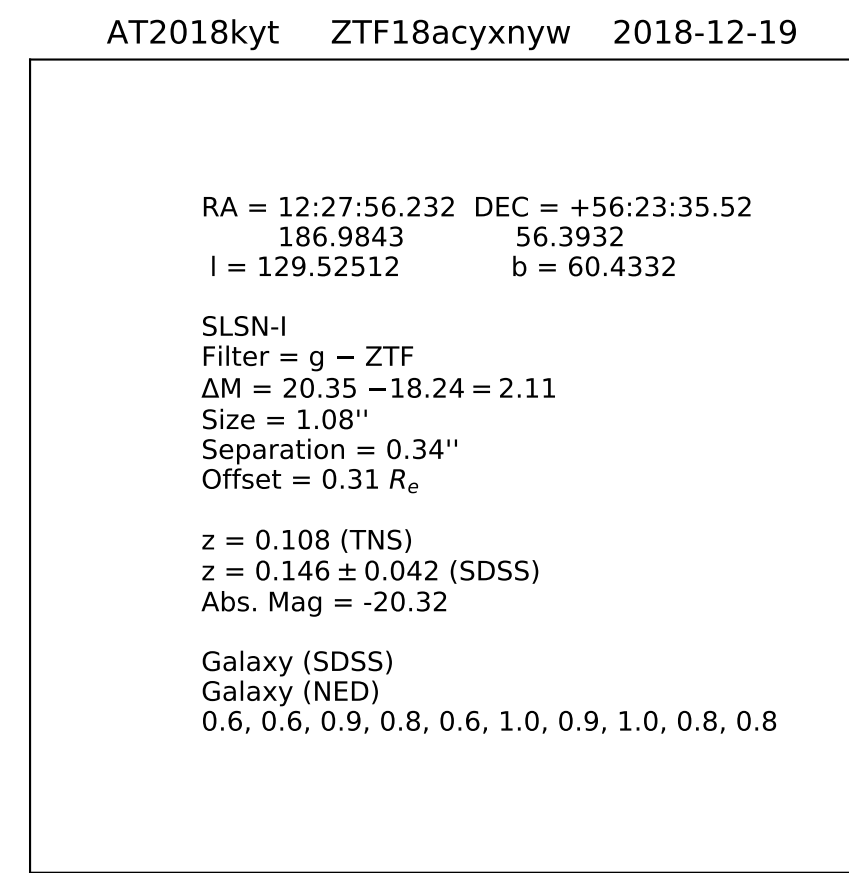 AT2018kyt ZTF18acyxnyw 2018-12-19
RA = 12:27:56.232 DEC = +56:23:35.52
186.9843 56.3932
l = 129.52512 b = 60.4332
SLSN-I
Filter = g − ZTF
ΔM = 20.35 −18.24 = 2.11
Size = 1.08''
Separation = 0.34''
Offset = 0.31 Re
z = 0.108 (TNS)
z = 0.146 ± 0.042 (SDSS)
Abs. Mag = -20.32
Galaxy (SDSS)
Galaxy (NED)
0.6, 0.6, 0.9, 0.8, 0.6, 1.0, 0.9, 1.0, 0.8, 0.8